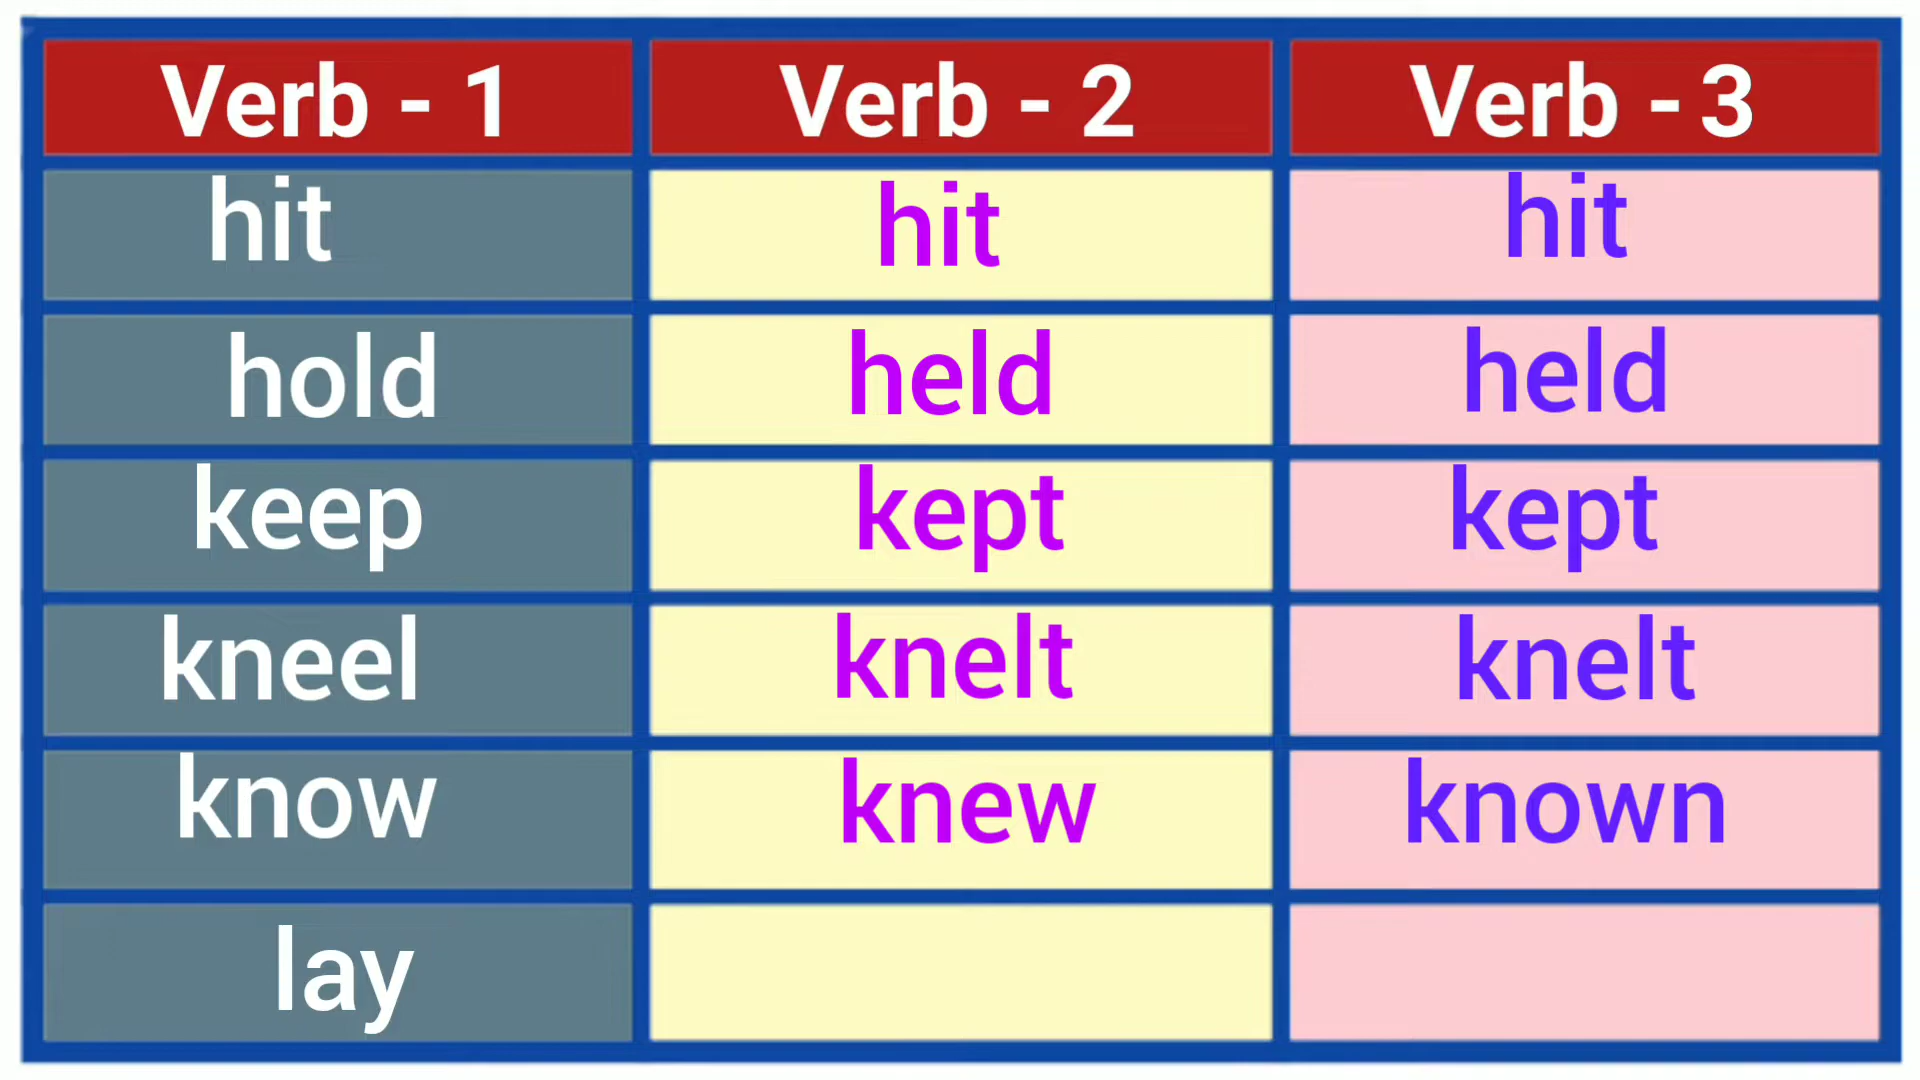 Verb - 1 Verb - 2 Verb - 3
hit hit hit
hold held held
keep kept kept
kneel knelt knelt
know knew known
lay